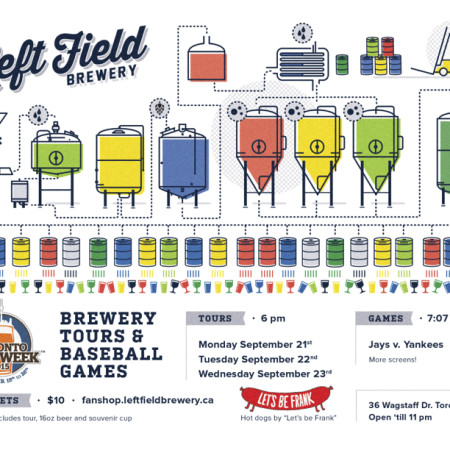 eft Field
BREWERY
BREWERY
TOURS &
BASEBALL
GAMES
TOURS · 6 pm
Monday September 21st
Tuesday September 22nd
Wednesday September 23rd
GAMES · 7:07
Jays v. Yankees
More screens!
ONTO
WEEK
2015
ETS · $10 · fanshop.leftfieldbrewery.ca
cludes tour, 16oz beer and souvenir cup
LET'S BE FRANK
Hot dogs by "Let's be Frank"
36 Wagstaff Dr. Toro
Open 'till 11 pm